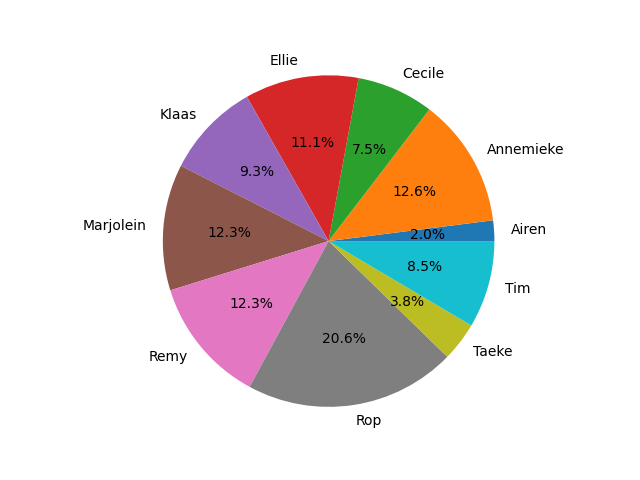 Ellie
Cecile
Klaas
Annemieke
11.1%
7.5%
9.3%
12.6%
Marjolein
12.3%
2.0%
Airen
8.5%
Tim
12.3%
3.8%
20.6%
Remy
Taeke
Rop